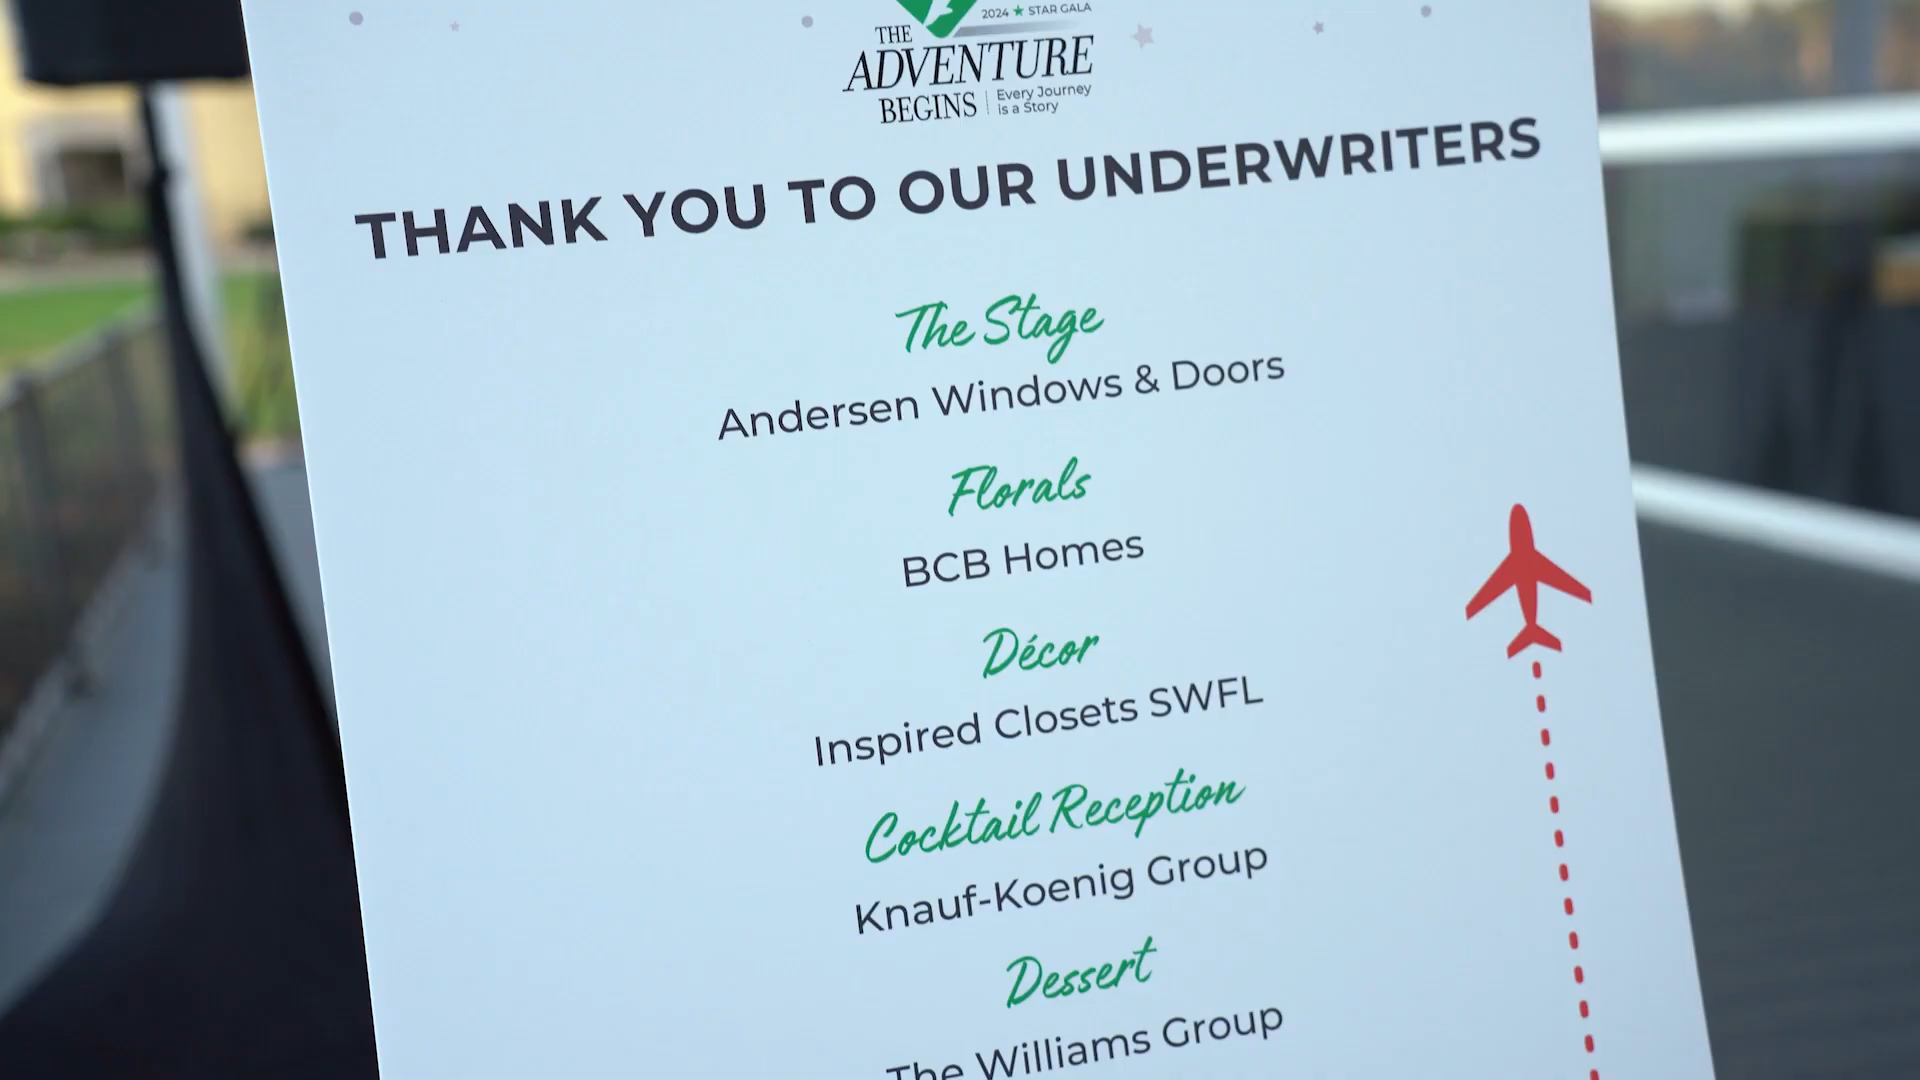 2024 ★ STAR GALA
THE
ADVENTURE
BEGINS
Every Journey
is a Story
THANK YOU TO OUR UNDERWRITERS
The Stage
Andersen Windows & Doors
Florals
BCB Homes
Décor
Inspired Closets SWFL
Cocktail Reception
Knauf-Koenig Group
Dessert
The Williams Group